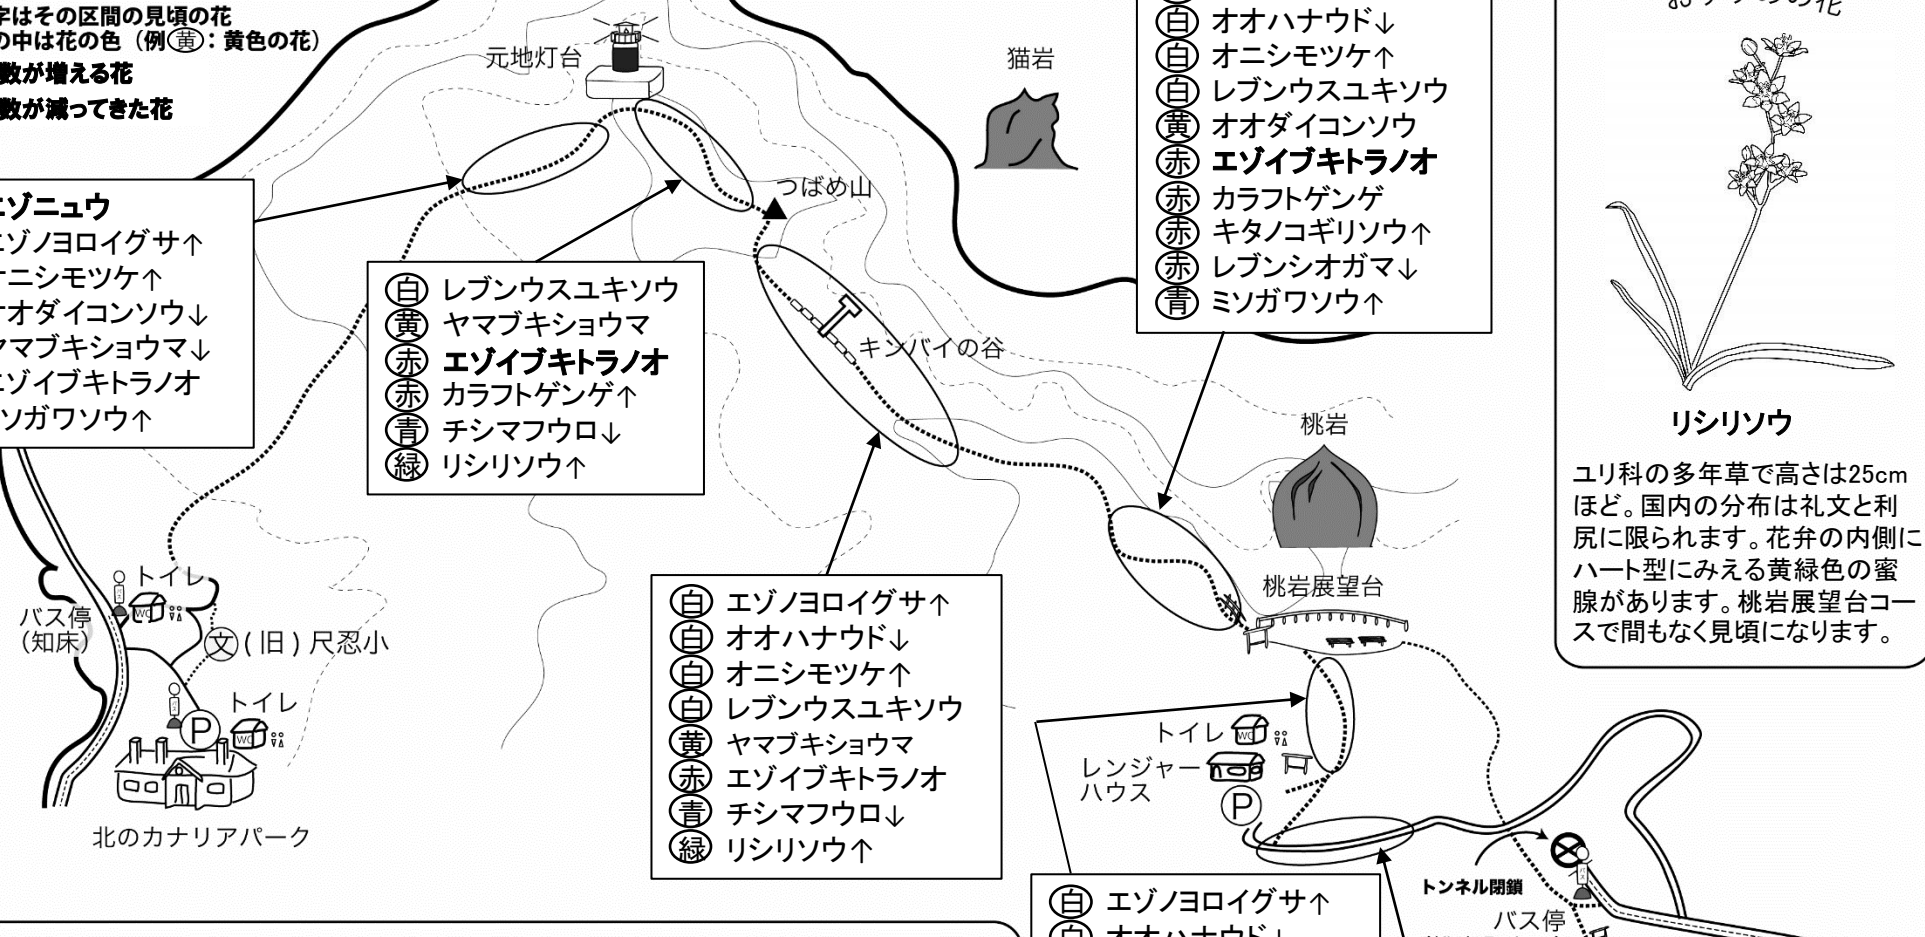 字はその区間の見頃の花
の中は花の色（例㊎黄：黄色の花）
数が増える花
数が減ってきた花
元地灯台
猫岩
つばめ山
キンバイの谷
桃岩
桃岩展望台
エゾニュウ
エゾノヨロイグサ↑
オニシモツケ↑
オオダイコンソウ↓
ヤマブキショウマ↓
エゾイブキトラノオ
ソガワソウ↑
白 レブンウスユキソウ
黄 ヤマブキショウマ
赤 エゾイブキトラノオ
赤 カラフトゲンゲ↑
青 チシマフウロ↓
緑 リシリソウ↑
白 オオハナウド↓
白 オニシモツケ↑
白 レブンウスユキソウ
黄 オオダイコンソウ
赤 エゾイブキトラノオ
赤 カラフトゲンゲ
赤 キタノコギリソウ↑
赤 レブンシオガマ↓
青 ミソガワソウ↑
白 エゾノヨロイグサ↑
白 オオハナウド↓
白 オニシモツケ↑
白 レブンウスユキソウ
黄 ヤマブキショウマ
赤 エゾイブキトラノオ
青 チシマフウロ↓
緑 リシリソウ↑
トイレ
WC
バス停
（知床）
文 (旧) 尺忍小
P
トイレ
WC
北のカナリアパーク
トイレ
WC
レンジャー
ハウス
P
トンネル閉鎖
バス停
白 エゾノヨロイグサ↑
白 オオハナウド↓
リシリソウ
ユリ科の多年草で高さは25cm
ほど。国内の分布は礼文と利
尻に限られます。花弁の内側に
ハート型にみえる黄緑色の蜜
腺があります。桃岩展望台コー
スで間もなく見頃になります。